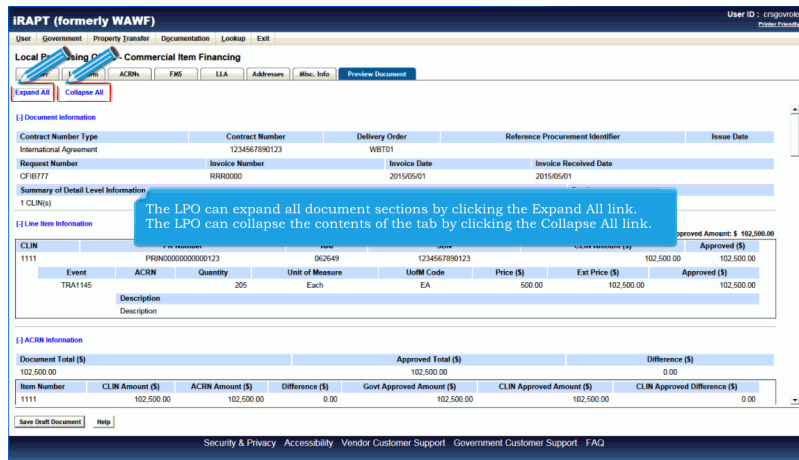 iRAPT (formerly WAWF)
User ID : crsgovrole
Printer Friendly
User Government Property Transfer Documentation Lookup Exit
- Commercial Item Financing
ACRNs FMS LLA Addresses Misc. Info Preview Document
Expand All Collapse All
[-] Document Information
Contract Number Type Contract Number Delivery Order Reference Procurement Identifier Issue Date
International Agreement 1234567890123 WBT01
Request Number Invoice Number Invoice Date Invoice Received Date
CFIB777 RRR0000 2015/05/01 2015/05/01
Summary of Detail Level Information
1 CLIN(s)
The LPO can expand all document sections by clicking the Expand All link.
The LPO can collapse the contents of the tab by clicking the Collapse All link.
[-] Line Item Information
pproved Amount: $ 102,500.00
CLIN CLIN Amount ($) Approved ($)
1111 PRIN00000000000123 062649 1234567890123 102,500.00 102,500.00
Event ACRN Quantity Unit of Measure UofM Code Price ($) Ext Price ($) Approved ($)
TRA1145 205 Each EA 500.00 102,500.00 102,500.00
Description
Description
[-] ACRN Information
Document Total ($) Approved Total ($) Difference ($)
102,500.00 102,500.00 0.00
Item Number CLIN Amount ($) ACRN Amount ($) Difference ($) Govt Approved Amount ($) CLIN Approved Amount ($) CLIN Approved Difference ($)
1111 102,500.00 102,500.00 0.00 102,500.00 102,500.00 0.00
Save Draft Document Help
Security & Privacy Accessibility Vendor Customer Support Government Customer Support FAQ